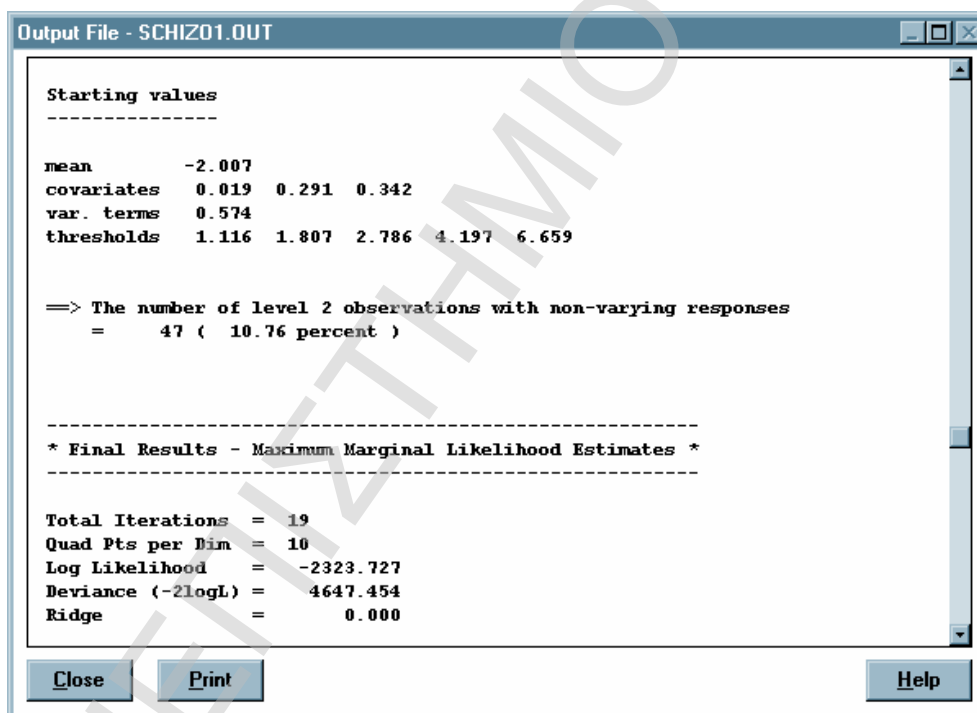 Output File - SCHIZ01.OUT
Starting values
---------------
mean -2.007
covariates 0.019 0.291 0.342
var. terms 0.574
thresholds 1.116 1.807 2.786 4.197 6.659
==> The number of level 2 observations with non-varying responses
= 47 ( 10.76 percent )
---------------------------------------------------------
* Final Results - Maximum Marginal Likelihood Estimates *
---------------------------------------------------------
Total Iterations = 19
Quad Pts per Dim = 10
Log Likelihood = -2323.727
Deviance (-2logL) = 4647.454
Ridge = 0.000
Close Print Help